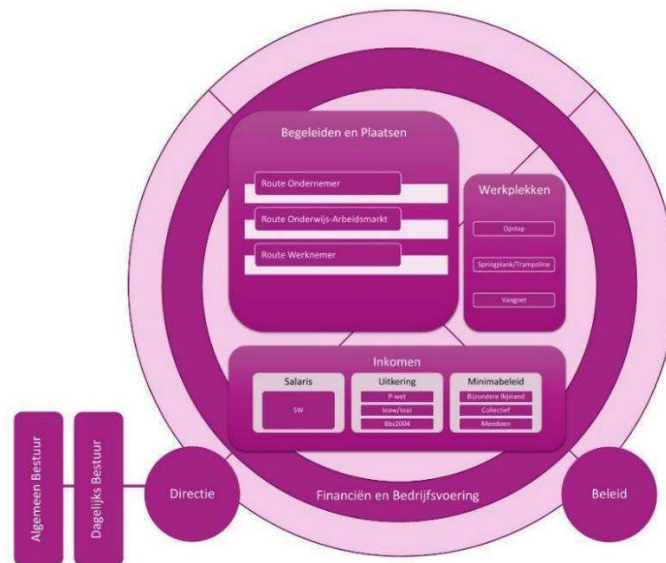 Begeleiden en Plaatsen
Route Ondernemer
Route Onderwijs-Arbeidsmarkt
Route Werknemer
Werkplekken
Opstap
Springplank/Trampoline
Vangnet
Inkomen
Salaris
SW
Uitkering
P-wet
Ioaw/Ioaz
Bbz2004
Minimabeleid
Bijzondere Bijstand
Collectief
Meedoen
Algemeen Bestuur
Dagelijks Bestuur
Directie
Financiën en Bedrijfsvoering
Beleid